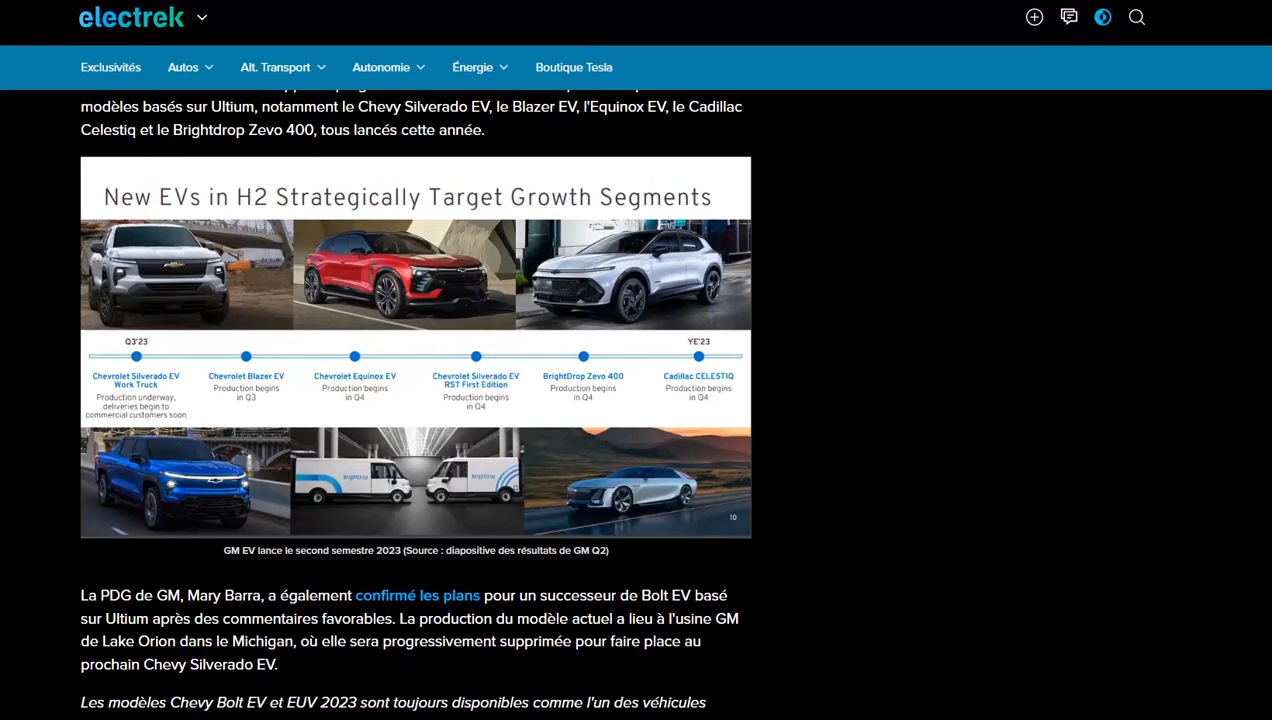 electrek
Exclusivités Autos Alt. Transport Autonomie Énergie Boutique Tesla
modèles basés sur Ultium, notamment le Chevy Silverado EV, le Blazer EV, l'Equinox EV, le Cadillac
Celestiq et le Brightdrop Zevo 400, tous lancés cette année.
New EVs in H2 Strategically Target Growth Segments
Q3'23 YE'23
Chevrolet Silverado EV
Work Truck
Production underway,
deliveries begin to
commercial customers soon
Chevrolet Blazer EV
Production begins
in Q3
Chevrolet Equinox EV
Production begins
in Q4
Chevrolet Silverado EV
RST First Edition
Production begins
in Q4
BrightDrop Zevo 400
Production begins
in Q4
Cadillac CELESTIQ
Production begins
in Q4
brightdrop brightdrop
10
GM EV lance le second semestre 2023 (Source : diapositive des résultats de GM Q2)
La PDG de GM, Mary Barra, a également confirmé les plans pour un successeur de Bolt EV basé
sur Ultium après des commentaires favorables. La production du modèle actuel a lieu à l'usine GM
de Lake Orion dans le Michigan, où elle sera progressivement supprimée pour faire place au
prochain Chevy Silverado EV.
Les modèles Chevy Bolt EV et EUV 2023 sont toujours disponibles comme l'un des véhicules